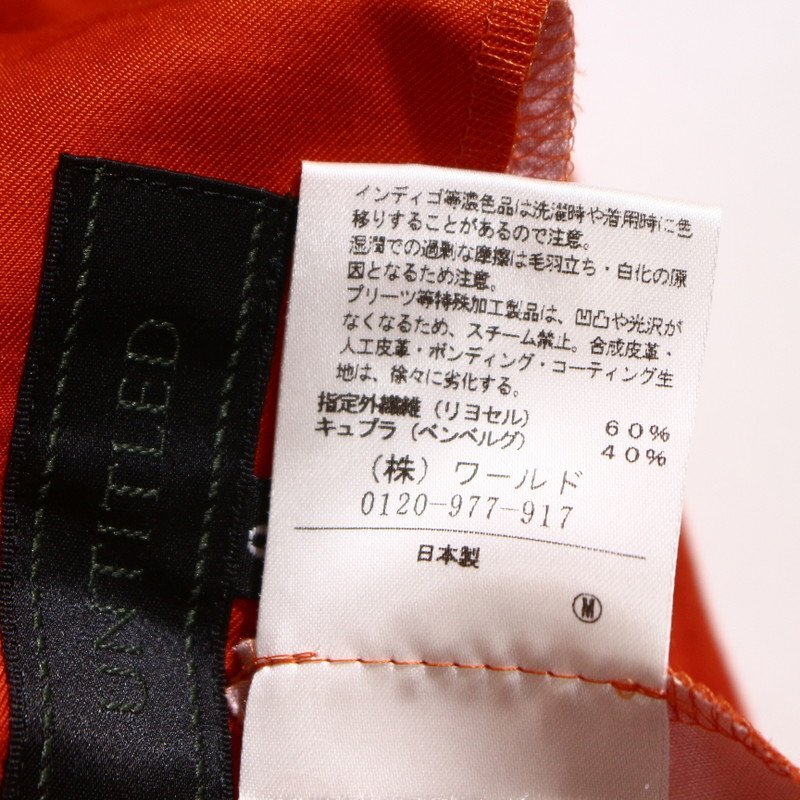 UNTITLED
インディゴ等濃色品は洗濯時や着用時に色
移りすることがあるので注意。
湿潤での過剰な摩擦は毛羽立ち・白化の原
因となるため注意。
プリーツ等特殊加工製品は、凹凸や光沢が
なくなるため、スチーム禁止。合成皮革・
人工皮革・ボンディング・コーティング生
地は、徐々に劣化する。
指定外繊維（リヨセル） 60%
キュプラ（ベンベルグ） 40%
（株）ワールド
0120-977-917
日本製
M